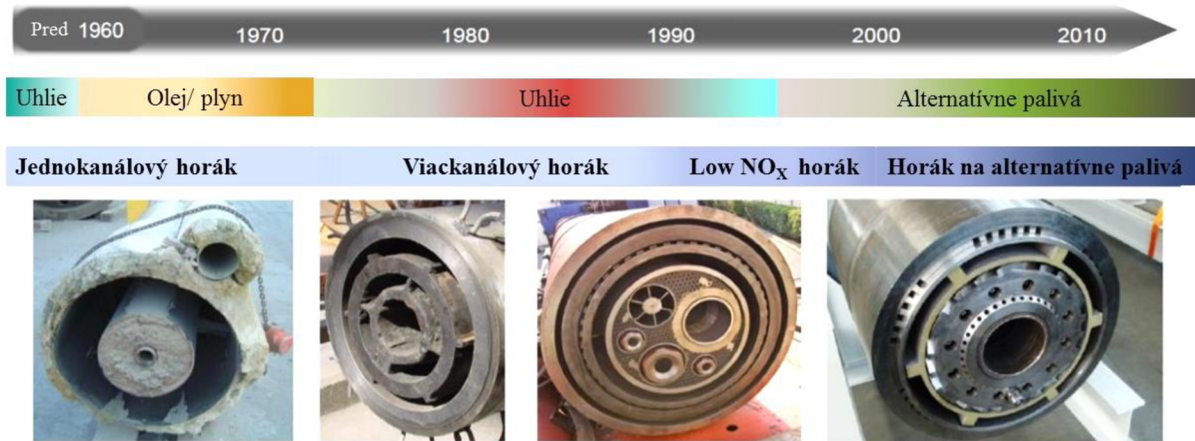 Pred 1960 1970 1980 1990 2000 2010
Uhlie Olej/ plyn Uhlie Alternatívne palivá
Jednokanálový horák Viackanálový horák Low NOX horák Horák na alternatívne palivá